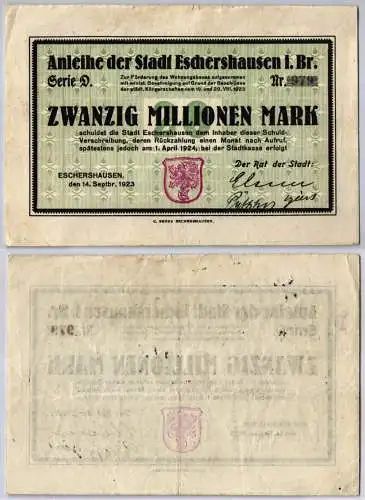 Anleihe der Stadt Eschershausen i. Br.
Serie D.
Zur Förderung des Wohnungsbaues aufgenommen
mit minist. Genehmigung auf Grund der Beschlüsse
der städt. Körperschaften vom 19. und 20. VIII. 1923
Nr. 979
ZWANZIG MILLIONEN MARK
schuldet die Stadt Eschershausen dem Inhaber dieser Schuld-
Verschreibung, deren Rückzahlung einen Monat nach Aufruf,
spätestens jedoch am 1. April 1924, bei der Stadtkasse erfolgt
Der Rat der Stadt:
ESCHERSHAUSEN,
den 14. Septbr. 1923